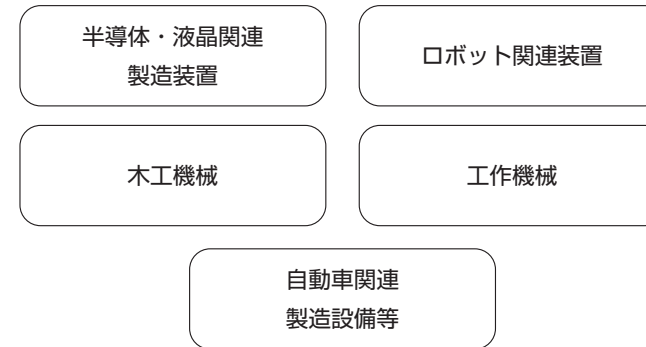 半導体・液晶関連
製造装置
ロボット関連装置
木工機械
工作機械
自動車関連
製造設備等